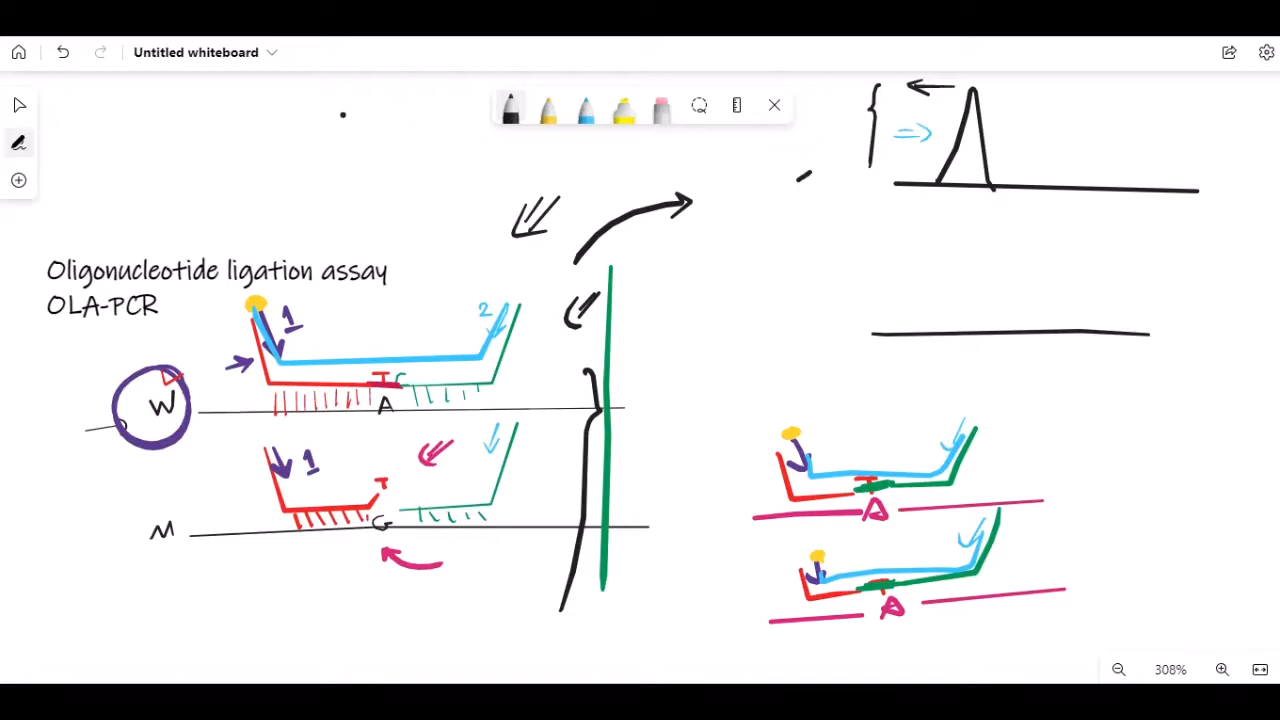 Untitled whiteboard
Oligonucleotide ligation assay
OLA-PCR
1
2
T C
W
A
1
T
M
G
T
A
T
A
308%